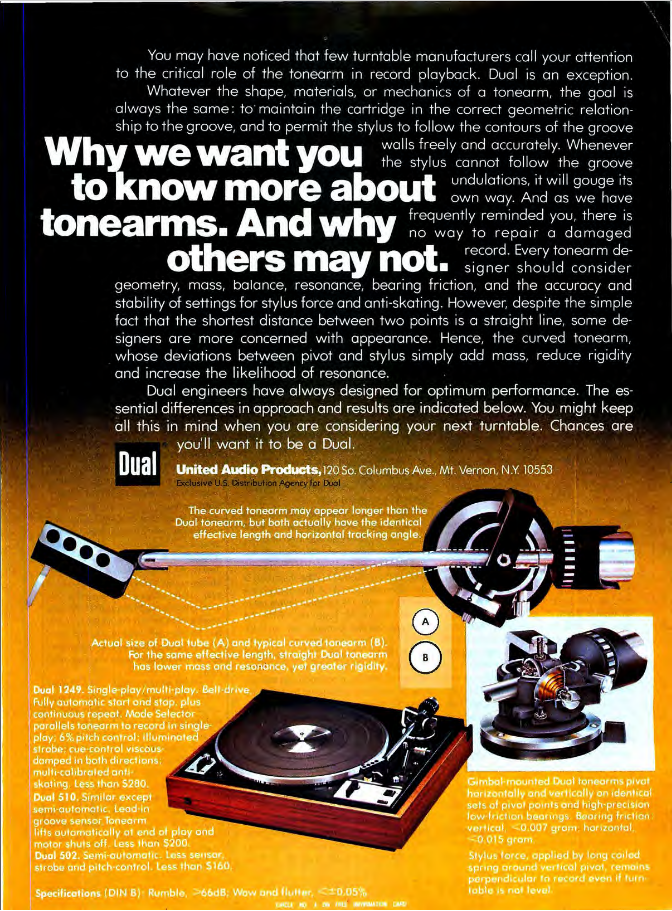 You may have noticed that few turntable manufacturers call your attention
to the critical role of the tonearm in record playback. Dual is an exception.
Whatever the shape, materials, or mechanics of a tonearm, the goal is
always the same: to maintain the cartridge in the correct geometric relation-
ship to the groove, and to permit the stylus to follow the contours of the groove
walls freely and accurately. Whenever
the stylus cannot follow the groove
undulations, it will gouge its
own way. And as we have
frequently reminded you, there is
no way to repair a damaged
record. Every tonearm de-
signer should consider
Why we want you
to know more about
tonearms. And why
others may not.
geometry, mass, balance, resonance, bearing friction, and the accuracy and
stability of settings for stylus force and anti-skating. However, despite the simple
fact that the shortest distance between two points is a straight line, some de-
signers are more concerned with appearance. Hence, the curved tonearm,
whose deviations between pivot and stylus simply add mass, reduce rigidity
and increase the likelihood of resonance.
Dual engineers have always designed for optimum performance. The es-
sential differences in approach and results are indicated below. You might keep
all this in mind when you are considering your next turntable. Chances are
you'll want it to be a Dual.
Dual
United Audio Products, 120 So. Columbus Ave., Mt. Vernon, N.Y. 10553
Exclusive U.S. Distribution Agency for Dual
The curved tonearm may appear longer than the
Dual tonearm, but both actually have the identical
effective length and horizontal tracking angle.
A
B
Actual size of Dual tube (A) and typical curved tonearm (B).
For the same effective length, straight Dual tonearm
has lower mass and resonance, yet greater rigidity.
Dual 1249. Single-play/multi-play. Belt-drive.
Fully automatic start and stop, plus
continuous repeat. Mode Selector
parallels tonearm to record in single-
play; 6% pitch control; illuminated
strobe; cue-control viscous-
damped in both directions;
multi-calibrated anti-
skating. Less than $280.
Dual 510. Similar except
semi-automatic. Lead-in
groove sensor. Tonearm
lifts automatically at end of play and
motor shuts off. Less than $200.
Dual 502. Semi-automatic. Less sensor,
strobe and pitch-control. Less than $160.
Specifications (DIN B): Rumble, >66dB; Wow and flutter, <±0.05%
Gimbal-mounted Dual tonearms pivot
horizontally and vertically on identical
sets of pivot points and high-precision
low-friction bearings. Bearing friction:
vertical, <0.007 gram; horizontal,
<0.015 gram.
Stylus force, applied by long coiled
spring around vertical pivot, remains
perpendicular to record even if turn-
table is not level.